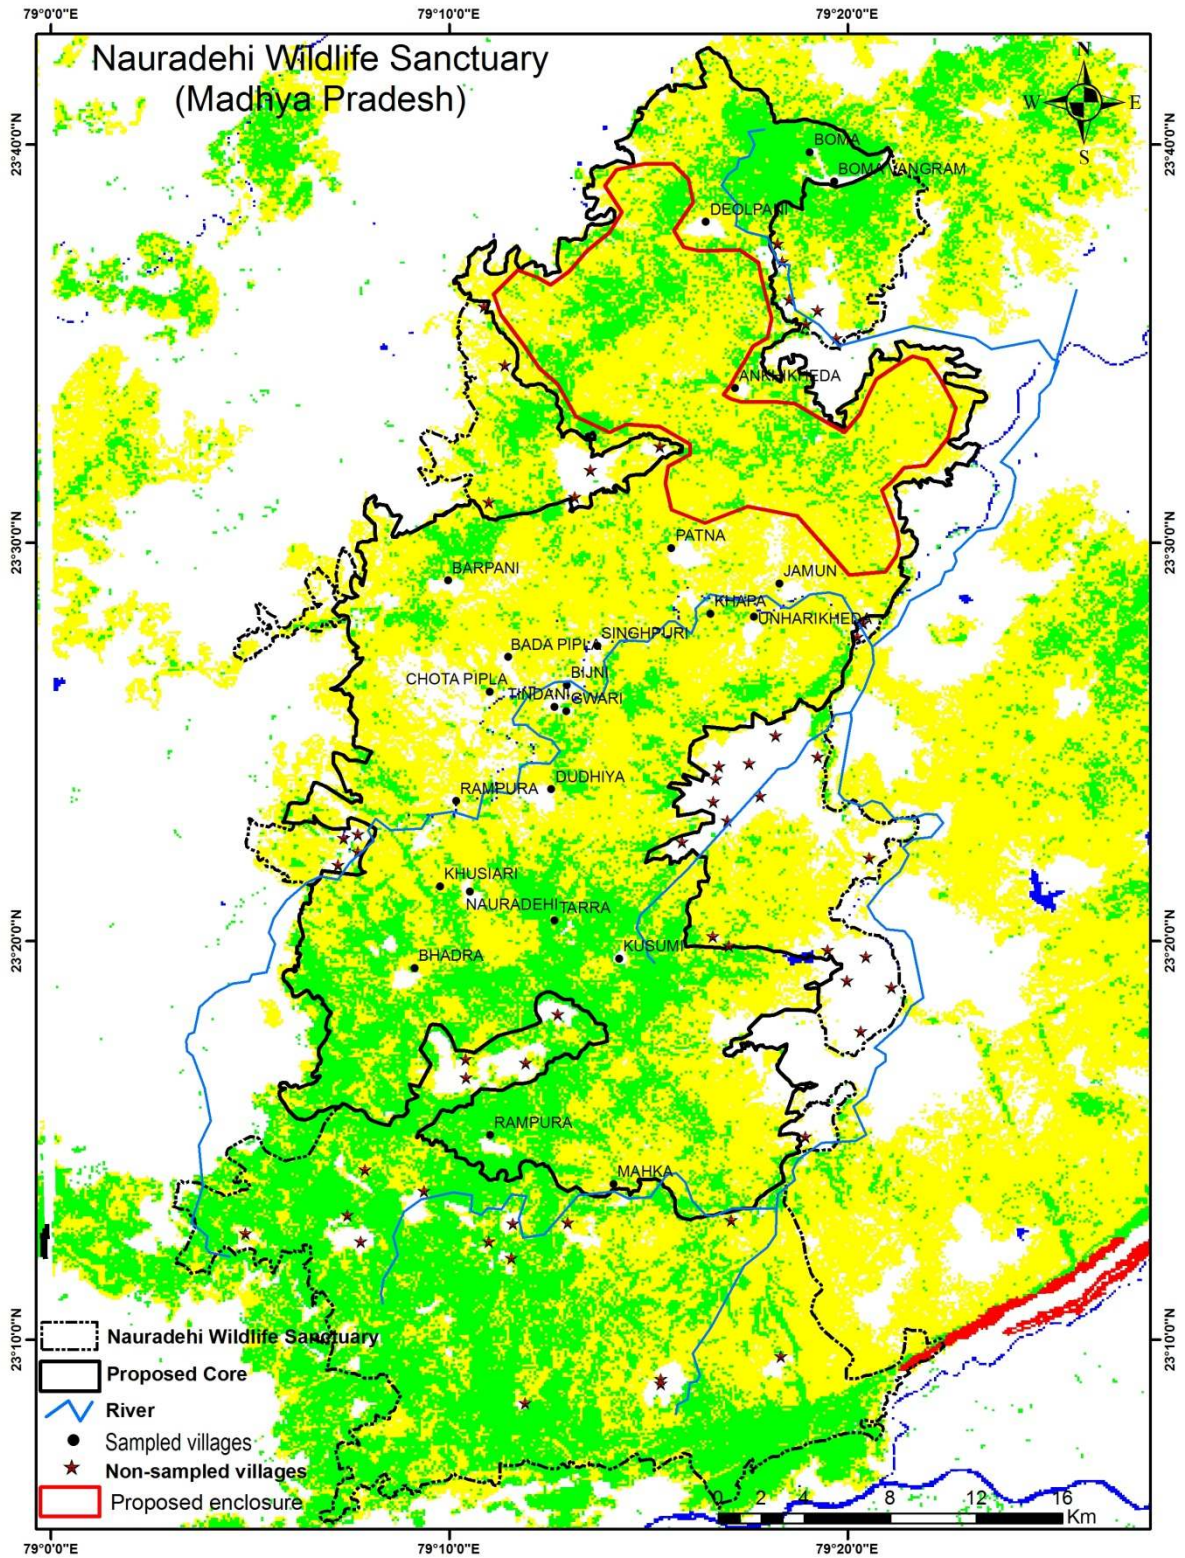 79°0'0"E
79°10'0"E
79°20'0"E
Nauradehi Wildlife Sanctuary
(Madhya Pradesh)
N
W E
S
23°40'0"N
23°40'0"N
BOMA
BOMA VANGRAM
DEOLPANI
ANKHIKHEDA
23°30'0"N
23°30'0"N
PATNA
BARPANI
JAMUN
KHAPA
UNHARIKHEDA
SINGHPURI
BADA PIPLA
BIJNI
CHOTA PIPLA
TINDANI
GWARI
DUDHIYA
RAMPURA
KHUSIARI
NAURADEHI
TARRA
23°20'0"N
23°20'0"N
KUSUMI
BHADRA
RAMPURA
MAHKA
23°10'0"N
23°10'0"N
Nauradehi Wildlife Sanctuary
Proposed Core
River
Sampled villages
Non-sampled villages
Proposed enclosure
0 2 4 8 12 16
Km
79°0'0"E
79°10'0"E
79°20'0"E